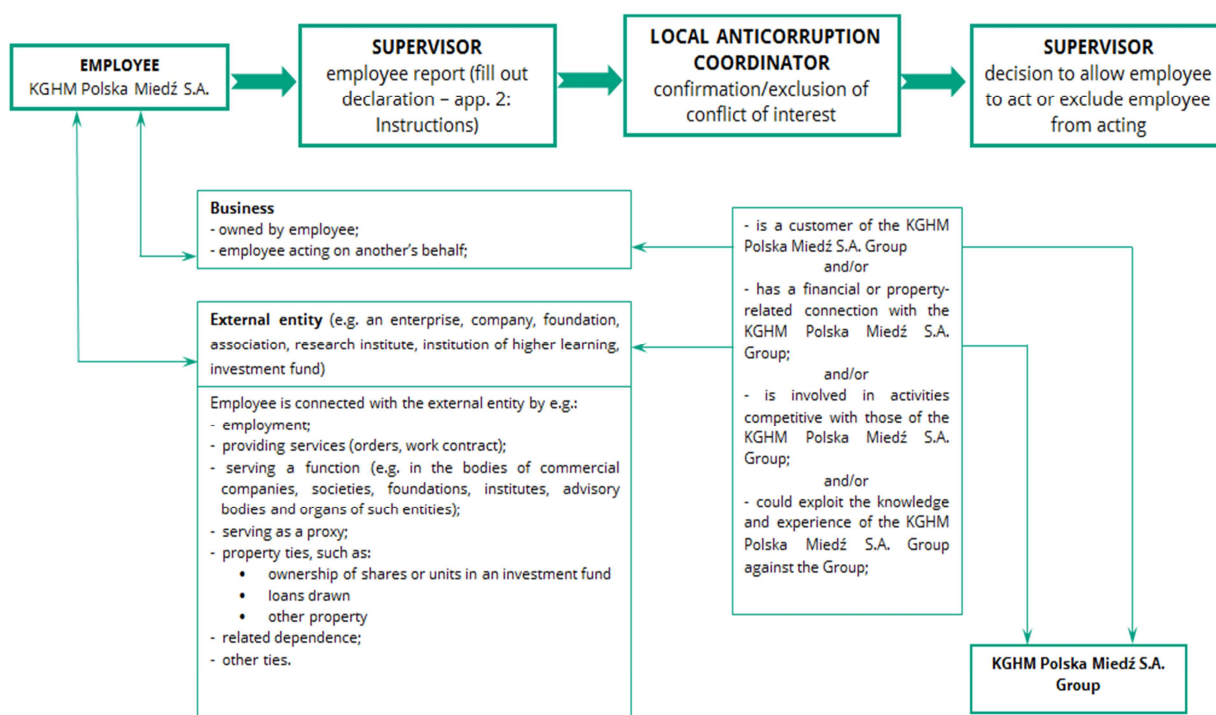 EMPLOYEE
KGHM Polska Miedź S.A.
SUPERVISOR
employee report (fill out
declaration – app. 2:
Instructions)
LOCAL ANTICORRUPTION
COORDINATOR
confirmation/exclusion of
conflict of interest
SUPERVISOR
decision to allow employee
to act or exclude employee
from acting
Business
- owned by employee;
- employee acting on another's behalf;
External entity (e.g. an enterprise, company, foundation,
association, research institute, institution of higher learning,
investment fund)
Employee is connected with the external entity by e.g.:
- employment;
- providing services (orders, work contract);
- serving a function (e.g. in the bodies of commercial
companies, societies, foundations, institutes, advisory
bodies and organs of such entities);
- serving as a proxy;
- property ties, such as:
• ownership of shares or units in an investment fund
• loans drawn
• other property
- related dependence;
- other ties.
- is a customer of the KGHM
Polska Miedź S.A. Group
and/or
- has a financial or property-
related connection with the
KGHM Polska Miedź S.A.
Group;
and/or
- is involved in activities
competitive with those of the
KGHM Polska Miedź S.A.
Group;
and/or
- could exploit the knowledge
and experience of the KGHM
Polska Miedź S.A. Group
against the Group;
KGHM Polska Miedź S.A.
Group